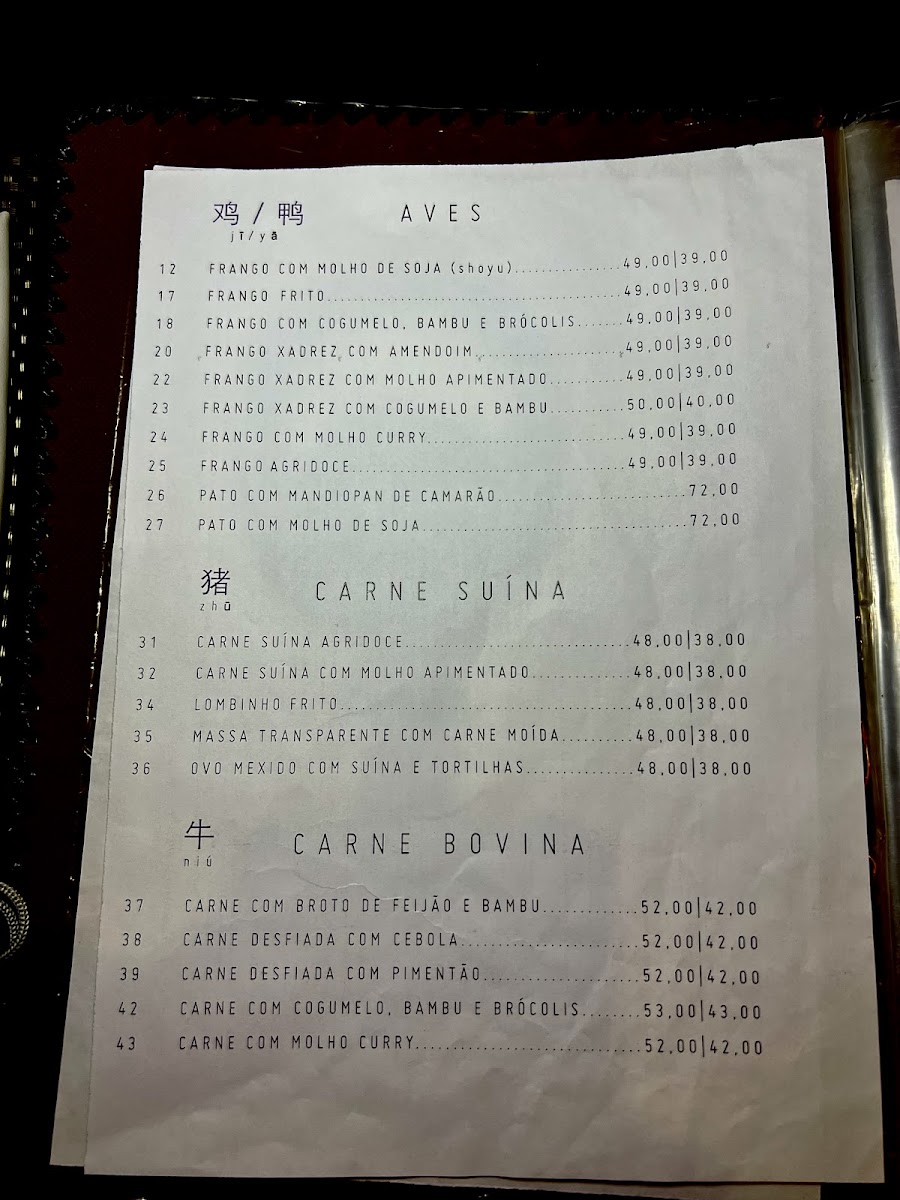 鸡 / 鸭 AVES
jī/yā
12 FRANGO COM MOLHO DE SOJA (shoyu)................49,00|39,00
17 FRANGO FRITO...........................................49,00|39,00
18 FRANGO COM COGUMELO, BAMBU E BRÓCOLIS.......49,00|39,00
20 FRANGO XADREZ COM AMENDOIM......................49,00|39,00
22 FRANGO XADREZ COM MOLHO APIMENTADO...........49,00|39,00
23 FRANGO XADREZ COM COGUMELO E BAMBU...........50,00|40,00
24 FRANGO COM MOLHO CURRY.............................49,00|39,00
25 FRANGO AGRIDOCE........................................49,00|39,00
26 PATO COM MANDIOPAN DE CAMARÃO...........................72,00
27 PATO COM MOLHO DE SOJA......................................72,00
猪 CARNE SUÍNA
zhū
31 CARNE SUÍNA AGRIDOCE................................48,00|38,00
32 CARNE SUÍNA COM MOLHO APIMENTADO..............48,00|38,00
34 LOMBINHO FRITO.........................................48,00|38,00
35 MASSA TRANSPARENTE COM CARNE MOÍDA..........48,00|38,00
36 OVO MEXIDO COM SUÍNA E TORTILHAS...............48,00|38,00
牛 CARNE BOVINA
niú
37 CARNE COM BROTO DE FEIJÃO E BAMBU.............52,00|42,00
38 CARNE DESFIADA COM CEBOLA........................52,00|42,00
39 CARNE DESFIADA COM PIMENTÃO.....................52,00|42,00
42 CARNE COM COGUMELO, BAMBU E BRÓCOLIS........53,00|43,00
43 CARNE COM MOLHO CURRY..............................52,00|42,00